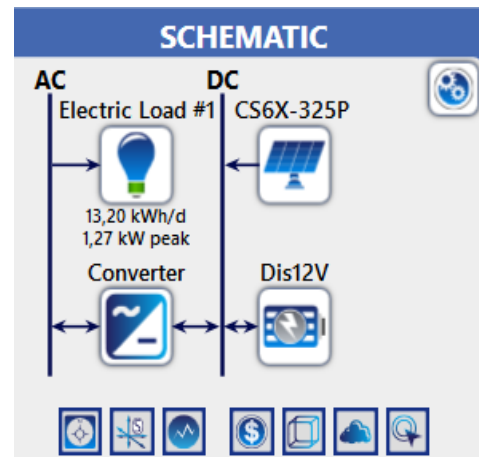 SCHEMATIC
AC DC
Electric Load #1 CS6X-325P
13,20 kWh/d
1,27 kW peak
Converter Dis12V